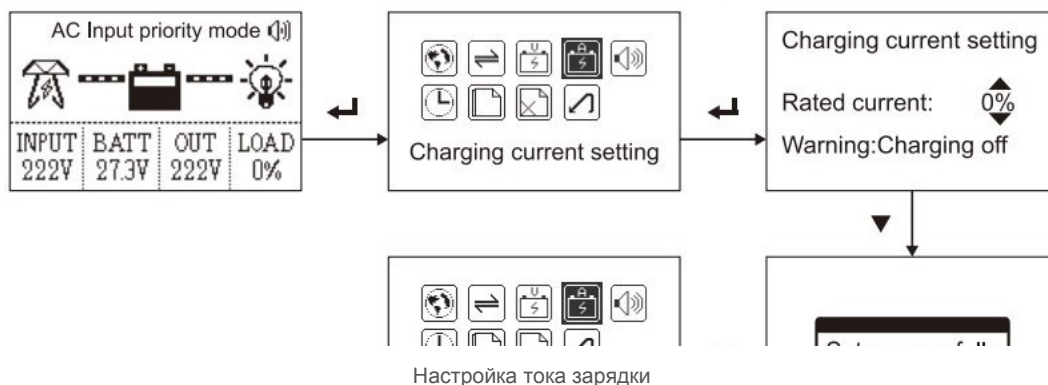 AC Input priority mode
INPUT BATT OUT LOAD
222V 27.3V 222V 0%
Charging current setting
Charging current setting
Rated current: 0%
Warning:Charging off
Настройка тока зарядки